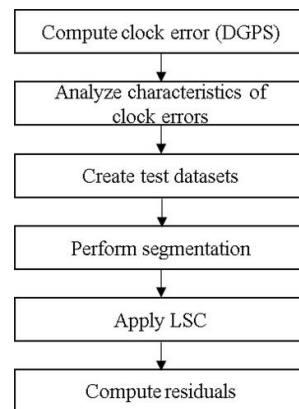 Compute clock error (DGPS)
Analyze characteristics of
clock errors
Create test datasets
Perform segmentation
Apply LSC
Compute residuals